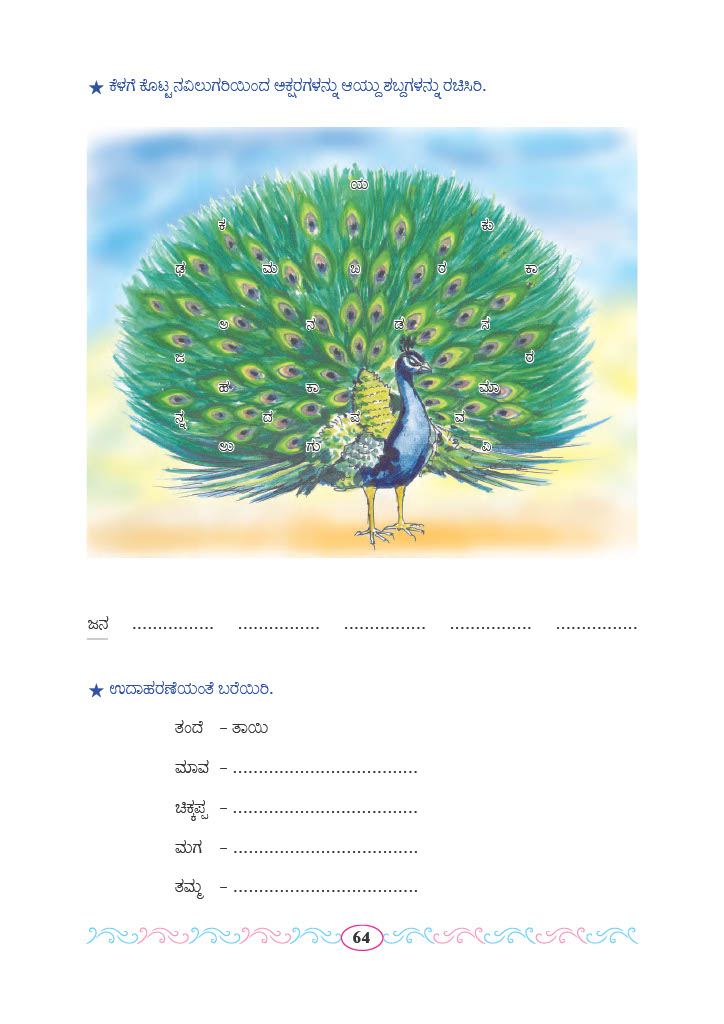 ★ ಕೆಳಗೆ ಕೊಟ್ಟ ನವಿಲುಗರಿಯಿಂದ ಅಕ್ಷರಗಳನ್ನು ಆಯ್ದು ಶಬ್ದಗಳನ್ನು ರಚಿಸಿರಿ.
ಯ
ಕ ಕು
ಢ ಮ ಬ ರ ಕಾ
ಅ ನ ಡ ಸ
ಜ ರ
ಹ ಕಾ ಮಾ
ನ್ನ ದ ಪ ವ
ಉ ಗು ವಿ
ಜನ ................ ................ ................ ................ ................
★ ಉದಾಹರಣೆಯಂತೆ ಬರೆಯಿರಿ.
ತಂದೆ – ತಾಯಿ
ಮಾವ – ....................................
ಚಿಕ್ಕಪ್ಪ – ....................................
ಮಗ – ....................................
ತಮ್ಮ – ....................................
64